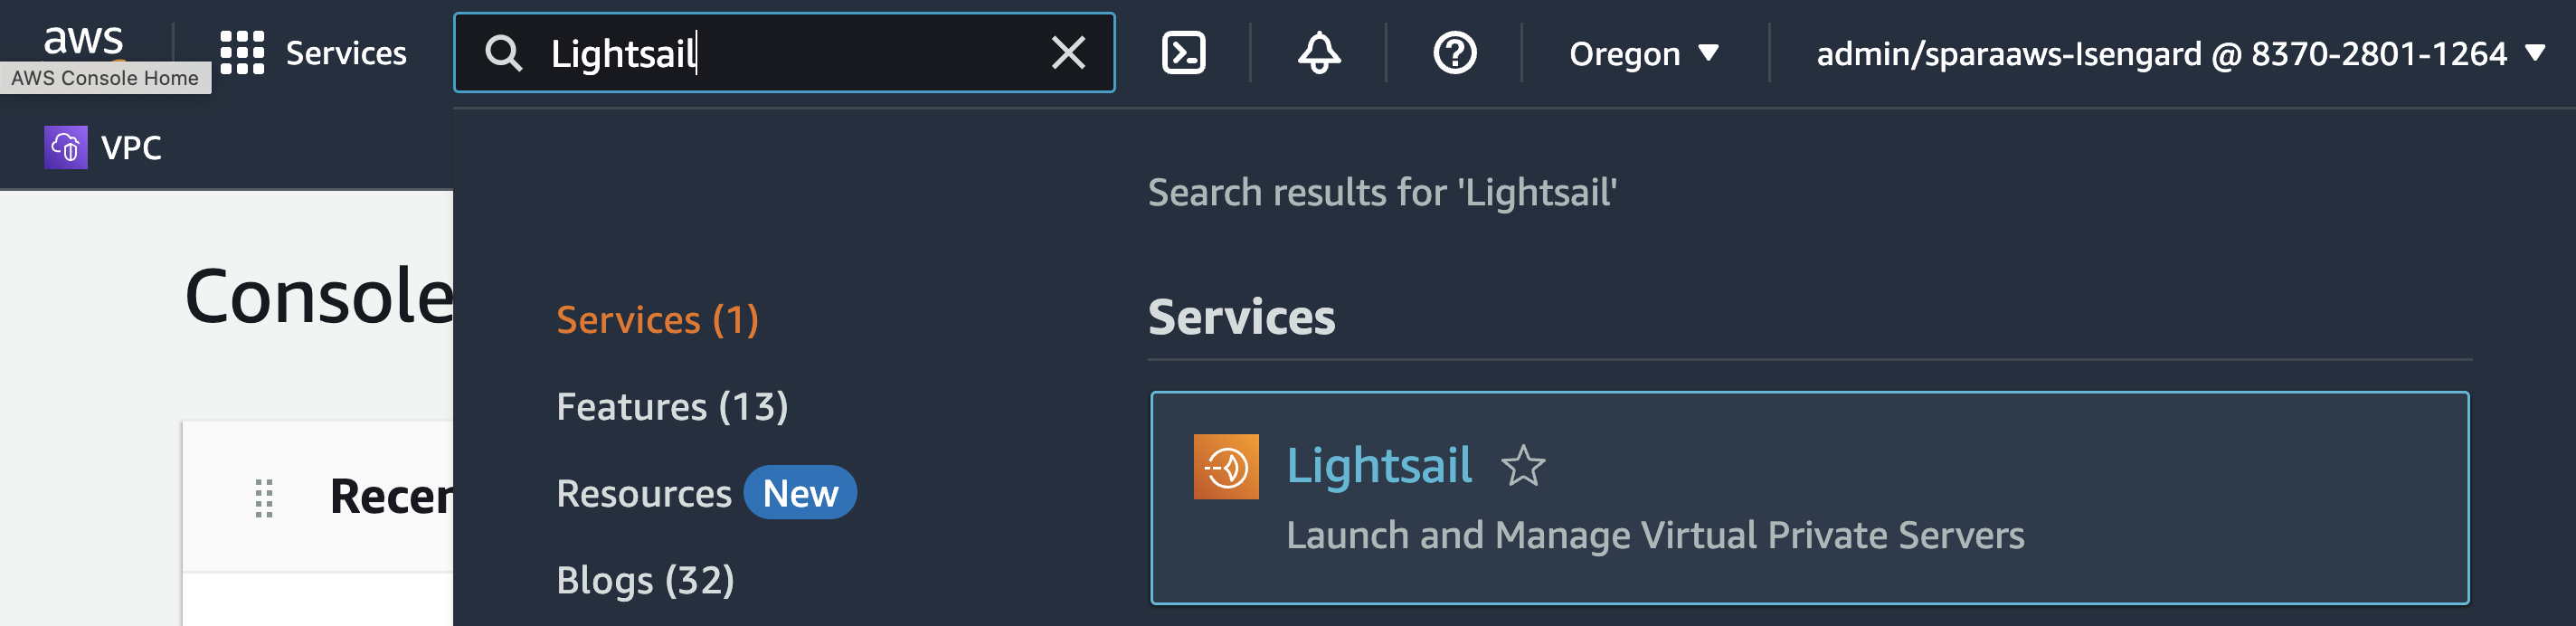 aws
Services
Lightsail
Oregon
admin/sparaaws-Isengard @ 8370-2801-1264
AWS Console Home
VPC
Search results for 'Lightsail'
Console
Services (1)
Services
Features (13)
Lightsail
Recen
Resources New
Launch and Manage Virtual Private Servers
Blogs (32)